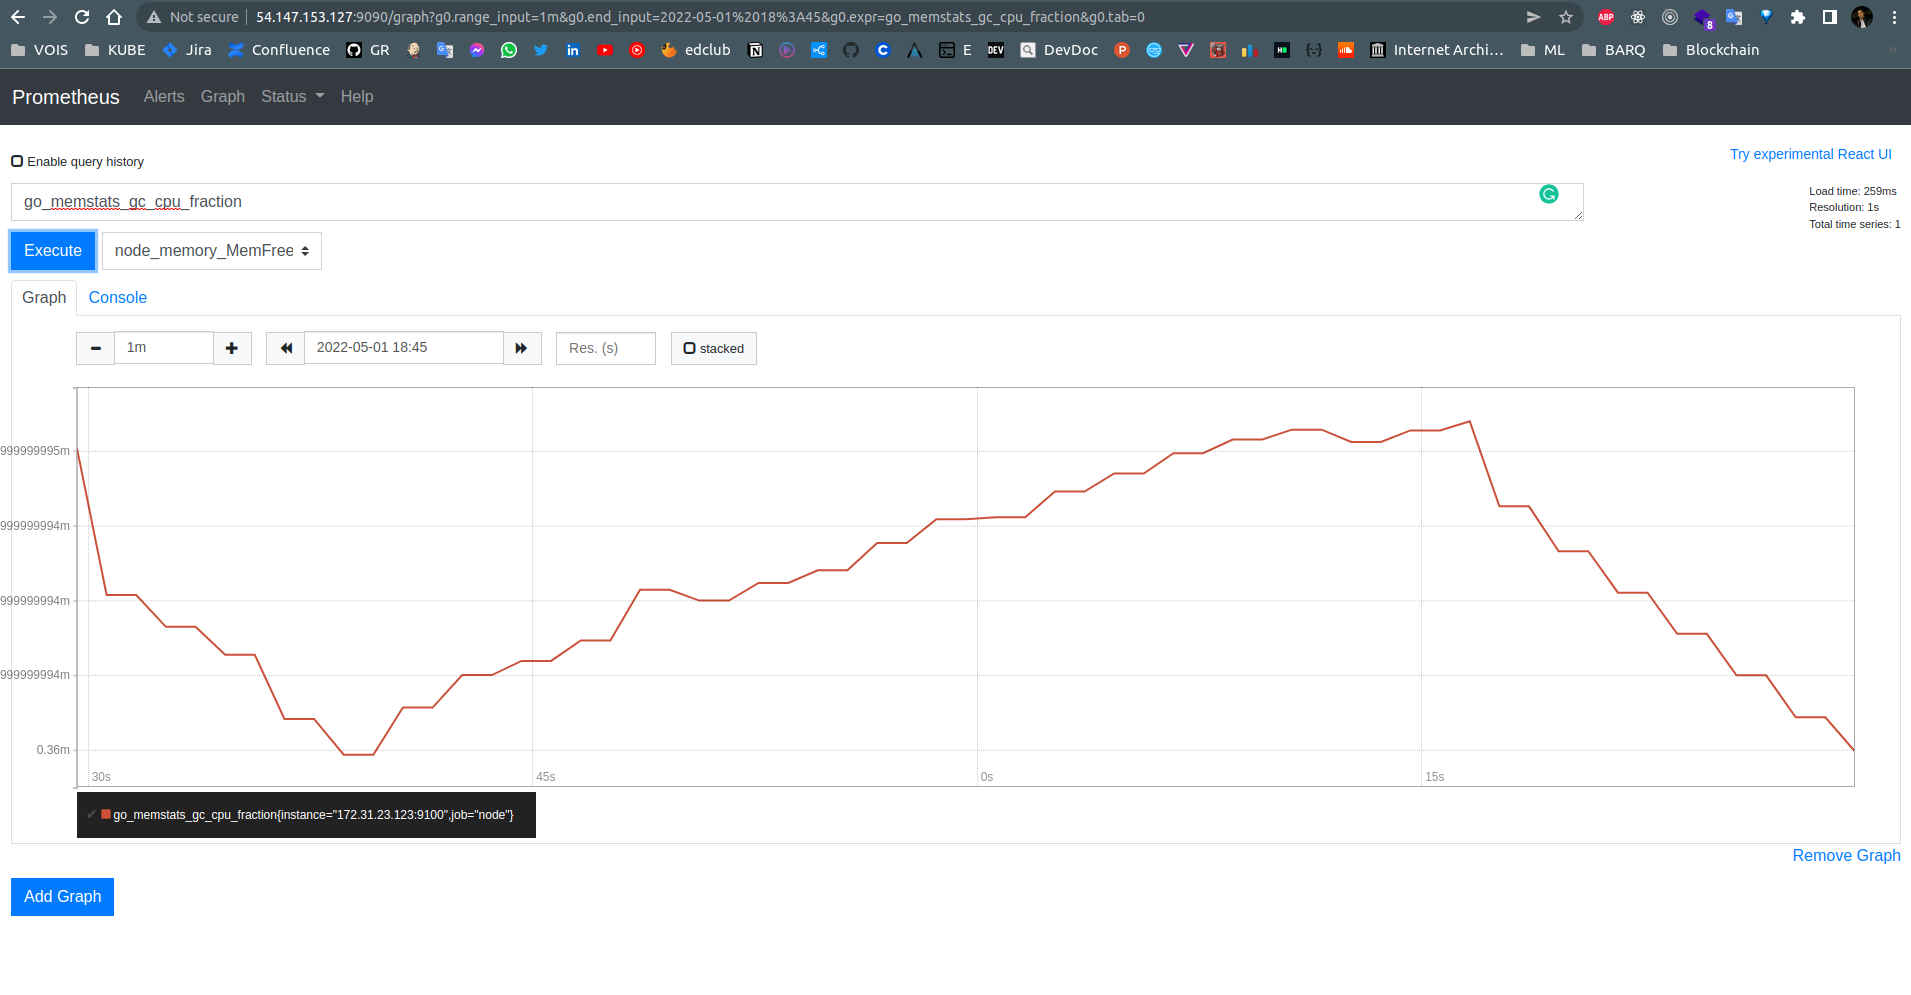 Not secure | 54.147.153.127:9090/graph?g0.range_input=1m&g0.end_input=2022-05-01%2018%3A45&g0.expr=go_memstats_gc_cpu_fraction&g0.tab=0
ABP
8
VOIS KUBE Jira Confluence GR edclub E DEV DevDoc Internet Archi... ML BARQ Blockchain
Prometheus Alerts Graph Status Help
Enable query history
Try experimental React UI
go_memstats_gc_cpu_fraction
Load time: 259ms
Resolution: 1s
Total time series: 1
Execute node_memory_MemFree
Graph Console
1m 2022-05-01 18:45 Res. (s) stacked
999999995m
999999994m
999999994m
999999994m
0.36m
30s 45s 0s 15s
✔ go_memstats_gc_cpu_fraction{instance="172.31.23.123:9100",job="node"}
Remove Graph
Add Graph